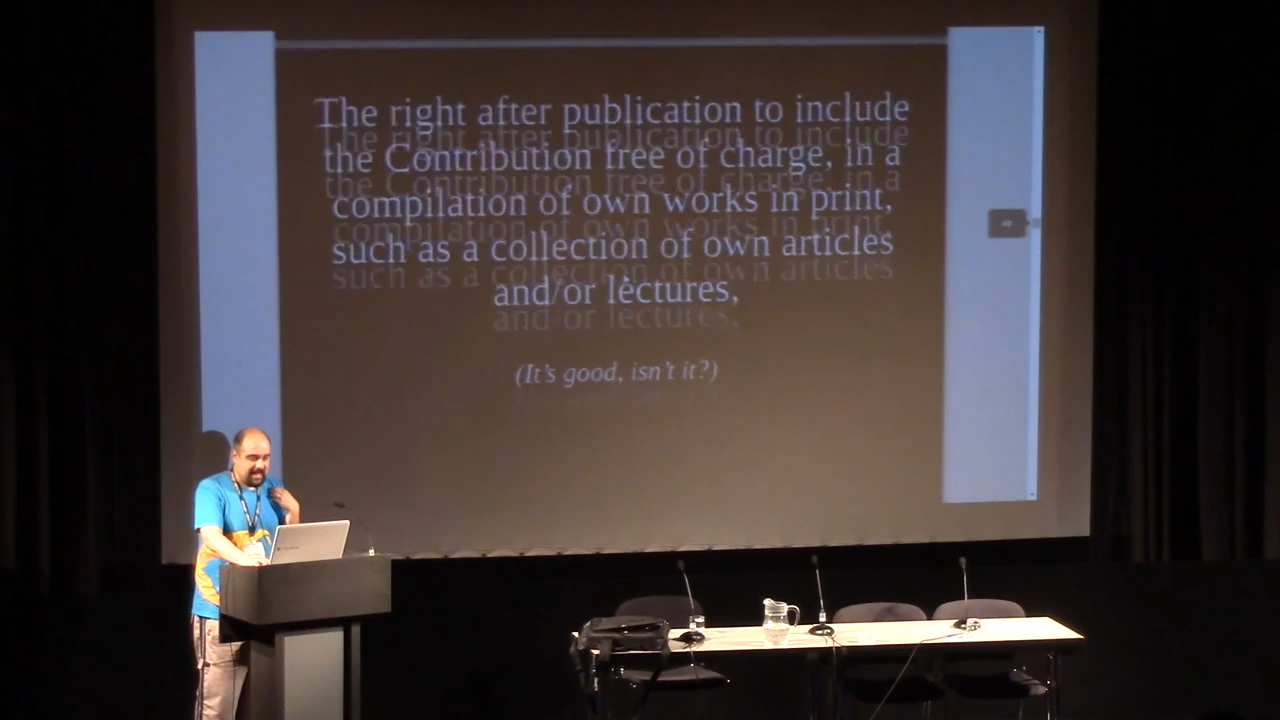 The right after publication to include
the Contribution free of charge, in a
compilation of own works in print,
such as a collection of own articles
and/or lectures,
(It's good, isn't it?)